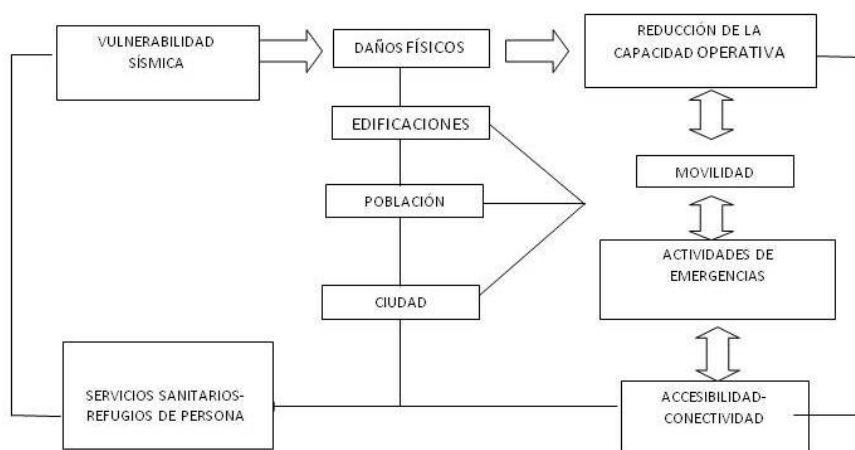 VULNERABILIDAD
SÍSMICA
DAÑOS FÍSICOS
REDUCCIÓN DE LA
CAPACIDAD OPERATIVA
EDIFICACIONES
MOVILIDAD
POBLACIÓN
ACTIVIDADES DE
EMERGENCIAS
CIUDAD
SERVICIOS SANITARIOS-
REFUGIOS DE PERSONA
ACCESIBILIDAD-
CONECTIVIDAD